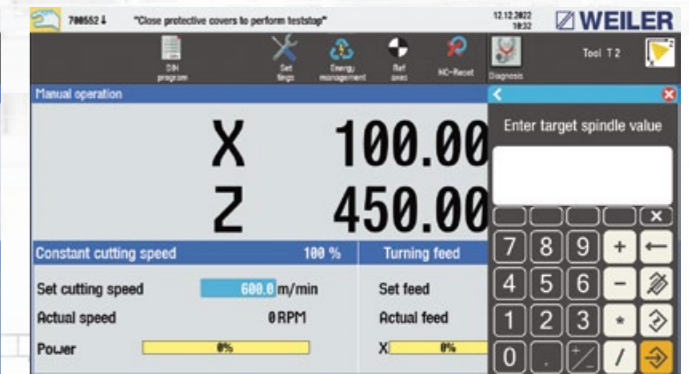 700552 ↓ "Close protective covers to perform teststop" 12.12.2022 10:32 WEILER
DIN program Set tings Energy management Ref axes NC-Reset Diagnosis Tool T 2
Manual operation
Enter target spindle value
X 100.00
Z 450.00
Constant cutting speed 100 % Turning feed
7 8 9 + ←
Set cutting speed 600.0 m/min Set feed
4 5 6 -
Actual speed 0 RPM Actual feed
1 2 3 *
Power 0% X 0%
0 . +/- /